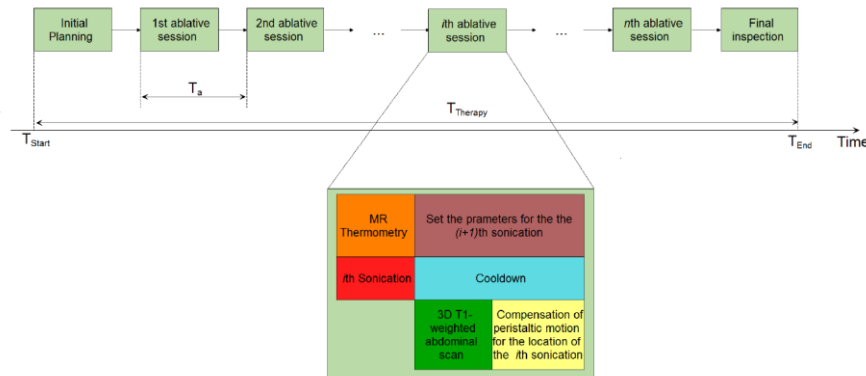 Initial
Planning
1st ablative
session
2nd ablative
session
...
ith ablative
session
...
nth ablative
session
Final
inspection
Ta
TTherapy
TStart
TEnd
Time
MR
Thermometry
Set the prameters for the the
(i+1)th sonication
ith Sonication
Cooldown
3D T1-
weighted
abdominal
scan
Compensation of
peristaltic motion
for the location of
the ith sonication